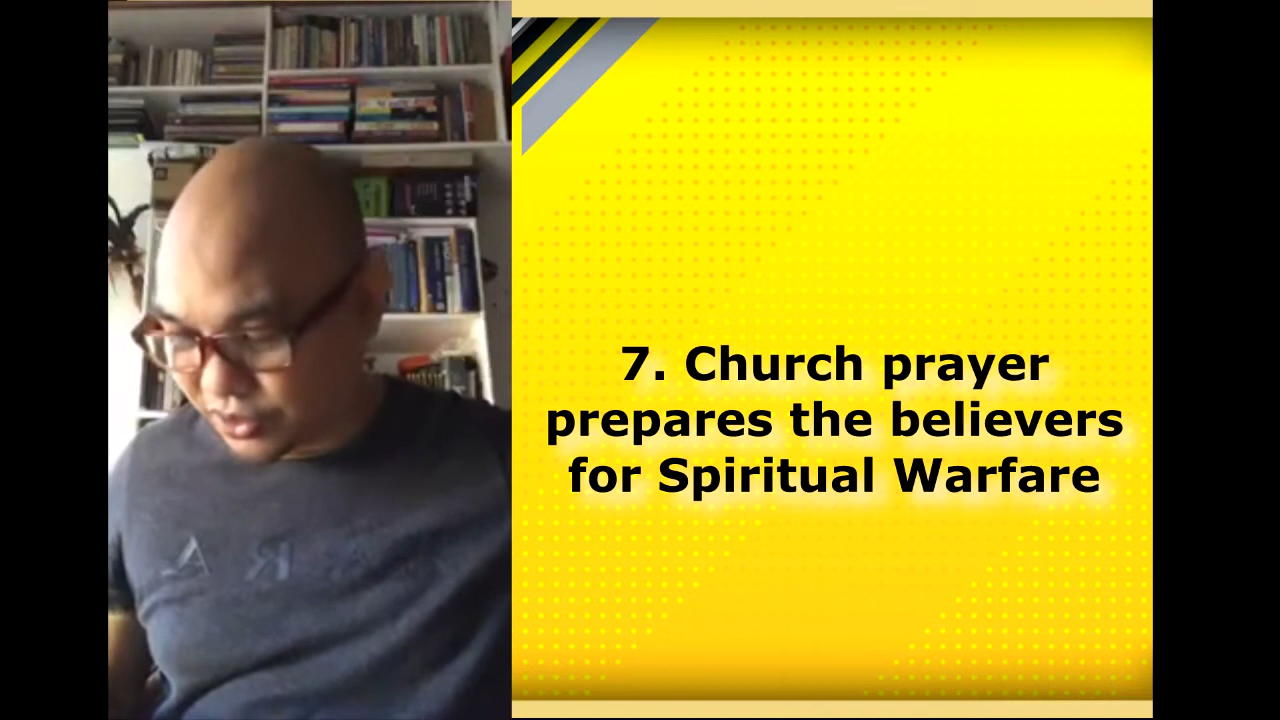 7. Church prayer
prepares the believers
for Spiritual Warfare